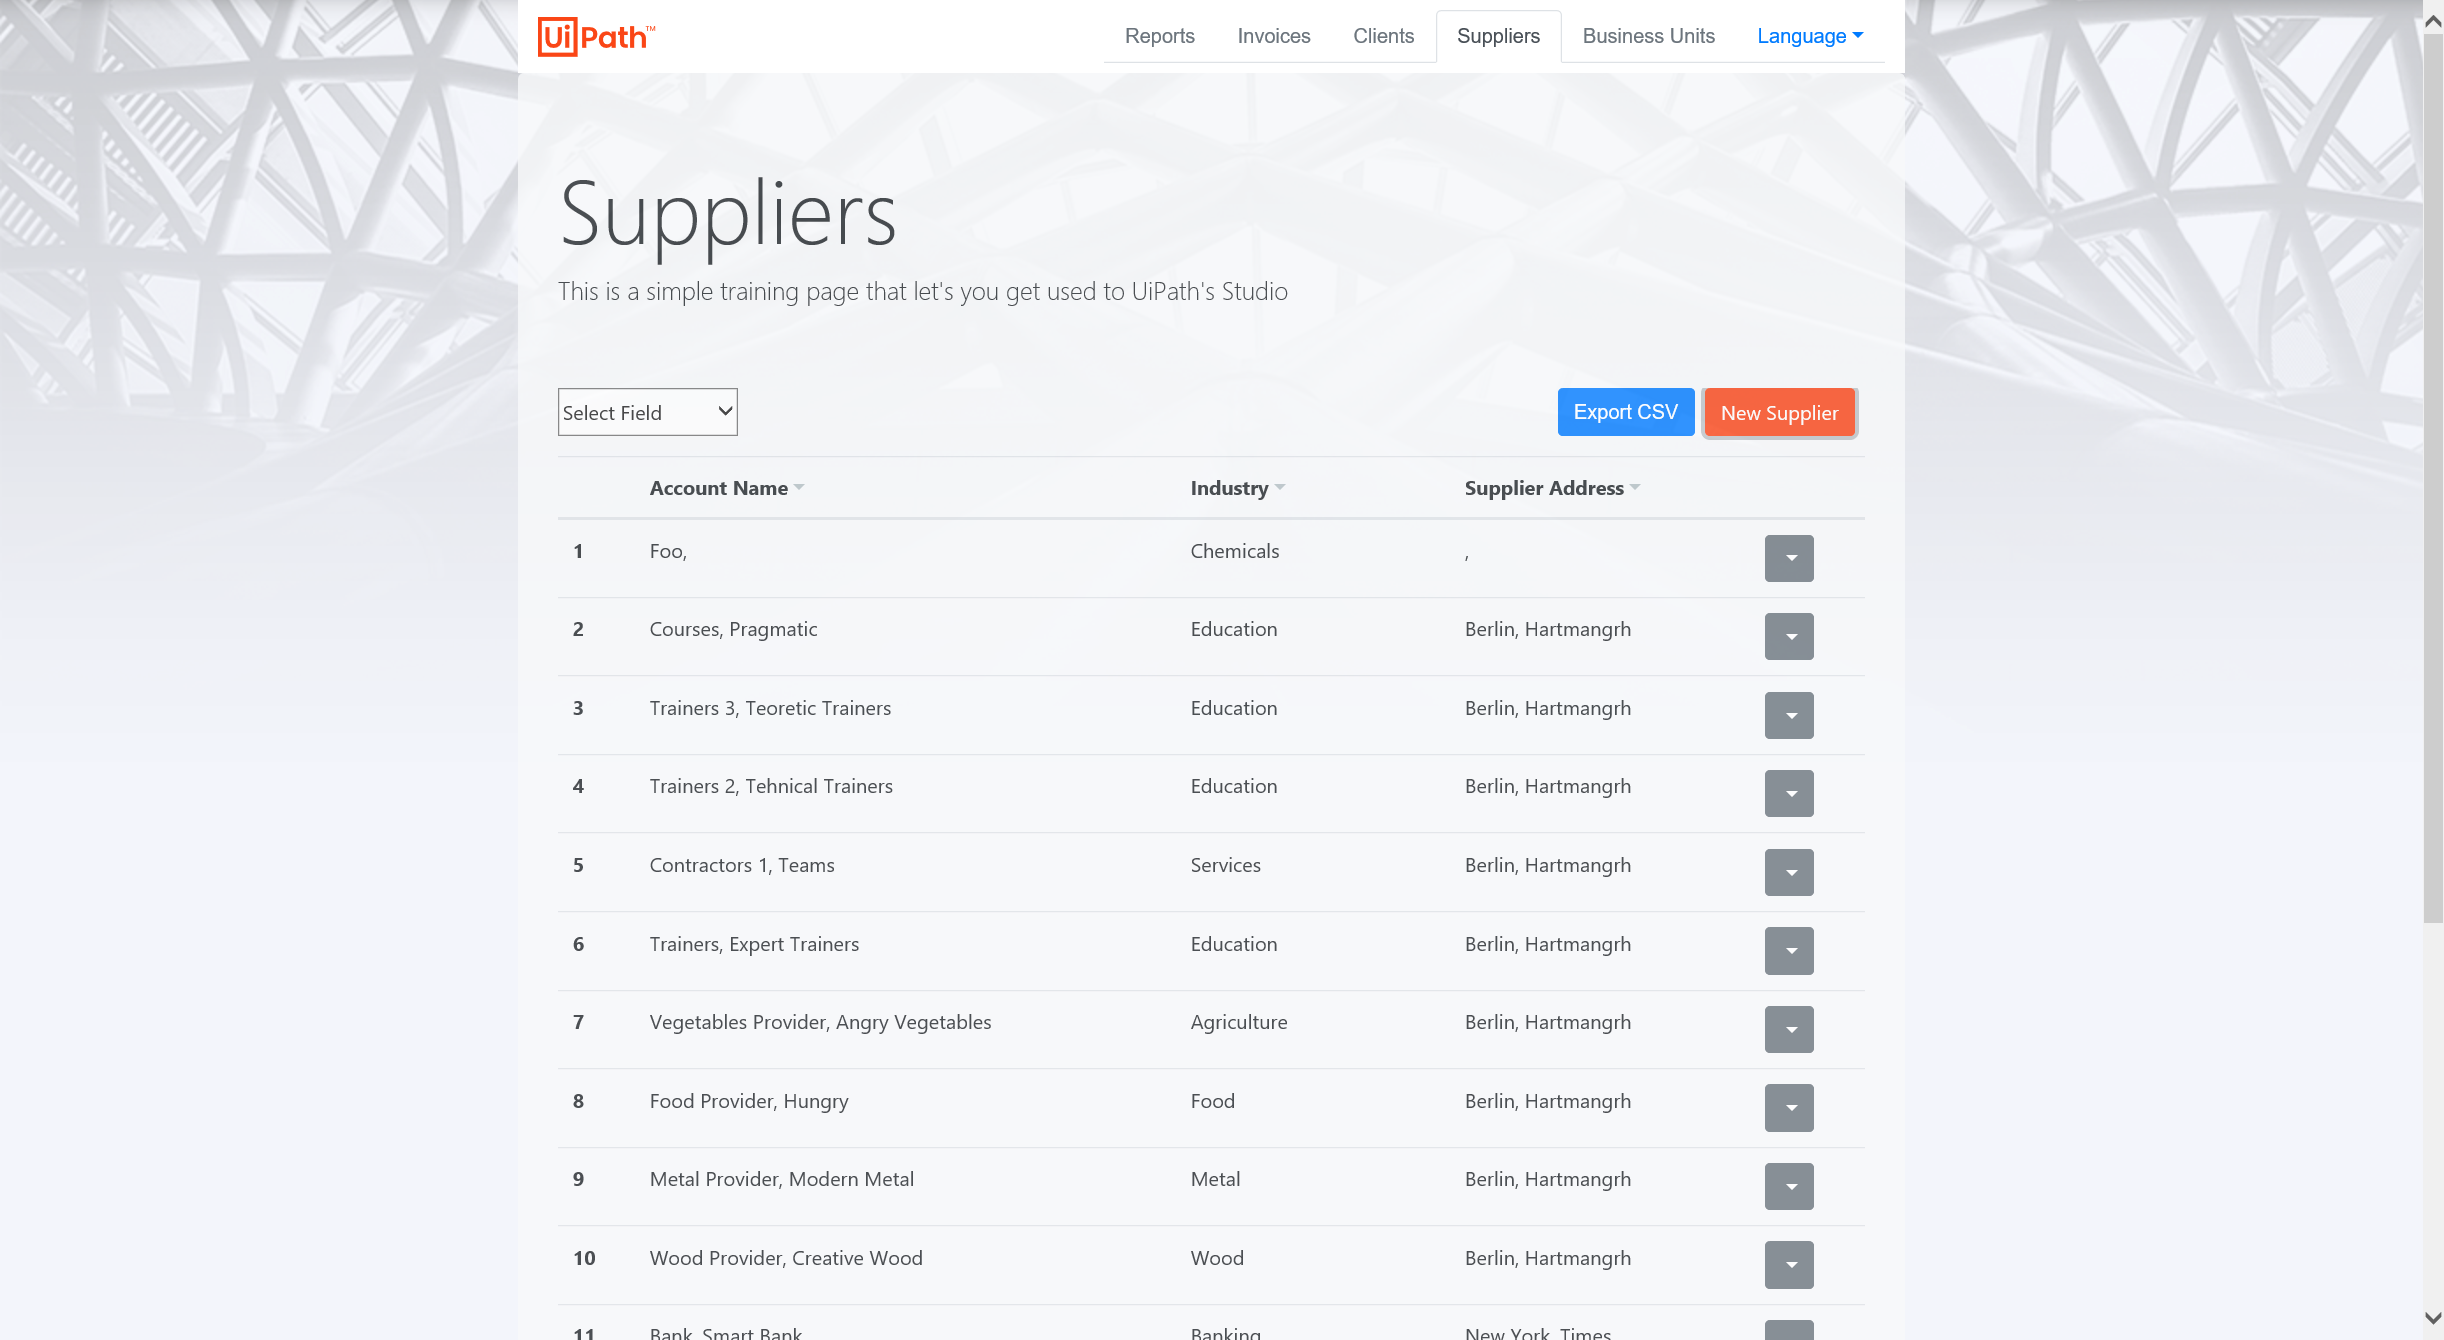 UiPath™
Reports Invoices Clients Suppliers Business Units Language
Suppliers
This is a simple training page that let's you get used to UiPath's Studio
Select Field Export CSV New Supplier
Account Name Industry Supplier Address
1 Foo, Chemicals ,
2 Courses, Pragmatic Education Berlin, Hartmangrh
3 Trainers 3, Teoretic Trainers Education Berlin, Hartmangrh
4 Trainers 2, Tehnical Trainers Education Berlin, Hartmangrh
5 Contractors 1, Teams Services Berlin, Hartmangrh
6 Trainers, Expert Trainers Education Berlin, Hartmangrh
7 Vegetables Provider, Angry Vegetables Agriculture Berlin, Hartmangrh
8 Food Provider, Hungry Food Berlin, Hartmangrh
9 Metal Provider, Modern Metal Metal Berlin, Hartmangrh
10 Wood Provider, Creative Wood Wood Berlin, Hartmangrh
11 Bank, Smart Bank Banking New York, Times